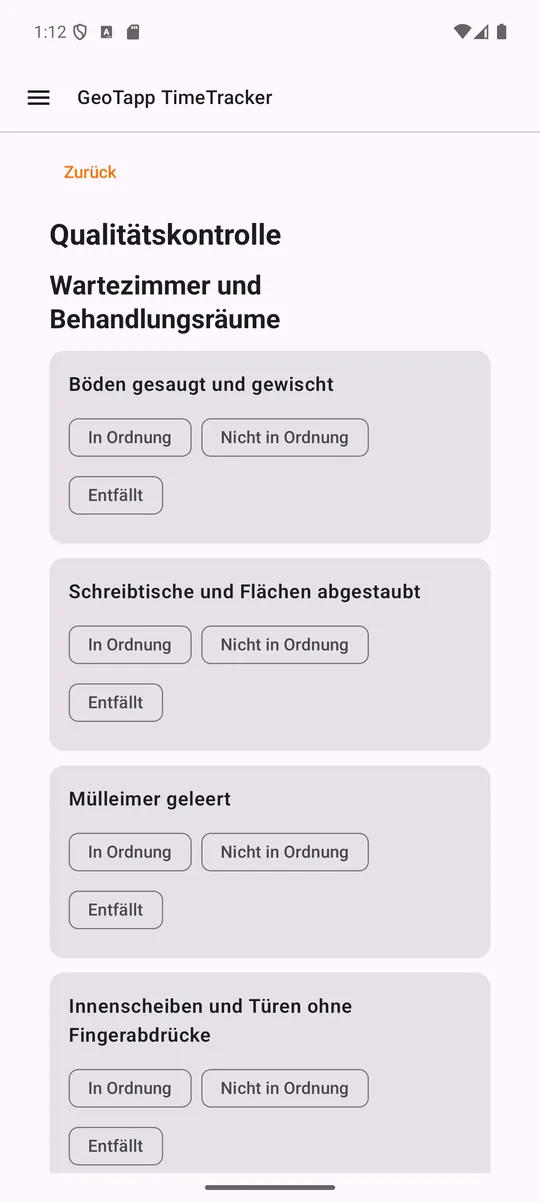 1:12
GeoTapp TimeTracker
Zurück
Qualitätskontrolle
Wartezimmer und
Behandlungsräume
Böden gesaugt und gewischt
In Ordnung
Nicht in Ordnung
Entfällt
Schreibtische und Flächen abgestaubt
In Ordnung
Nicht in Ordnung
Entfällt
Mülleimer geleert
In Ordnung
Nicht in Ordnung
Entfällt
Innenscheiben und Türen ohne
Fingerabdrücke
In Ordnung
Nicht in Ordnung
Entfällt